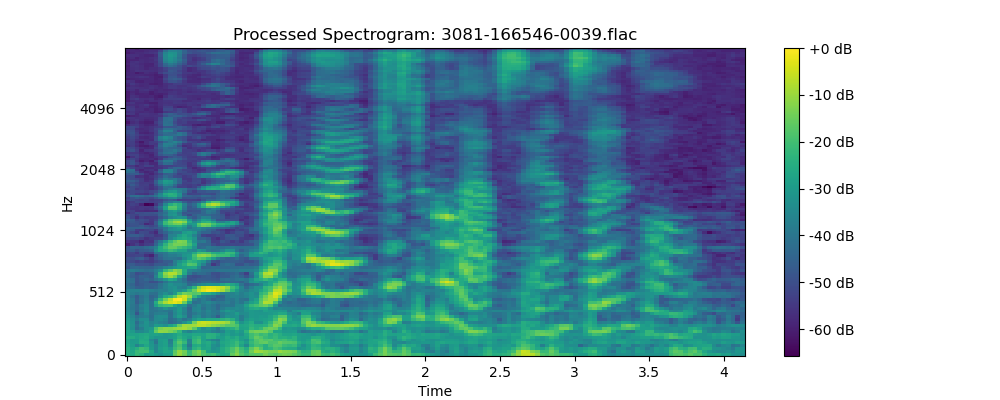 Processed Spectrogram: 3081-166546-0039.flac
+0 dB
-10 dB
-20 dB
-30 dB
-40 dB
-50 dB
-60 dB
4096
2048
1024
512
0
Hz
0 0.5 1 1.5 2 2.5 3 3.5 4
Time